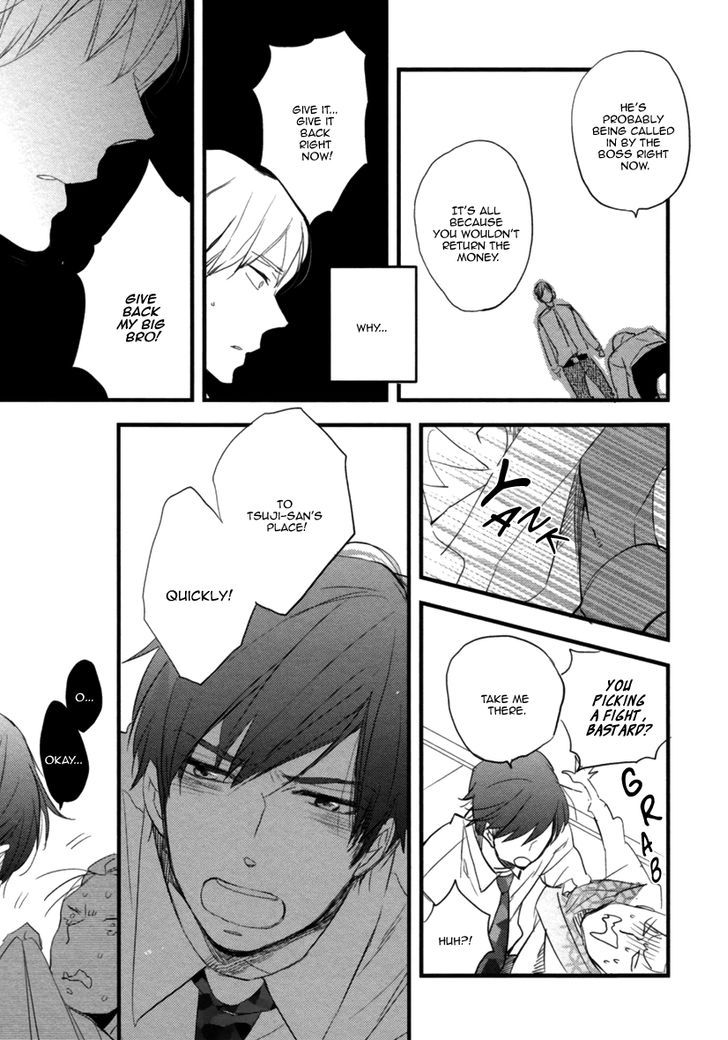 HE'S
PROBABLY
BEING CALLED
IN BY THE
BOSS RIGHT
NOW.
IT'S ALL
BECAUSE
YOU WOULDN'T
RETURN THE
MONEY.
WHY...
GIVE IT...
GIVE IT
BACK
RIGHT
NOW!
GIVE
BACK
MY BIG
BRO!
YANK
YOU
PICKING
A FIGHT,
BASTARD?
TAKE ME
THERE.
GRAB
HUH?!
TO
TSUJI-SAN'S
PLACE!
QUICKLY!
O...
OKAY...